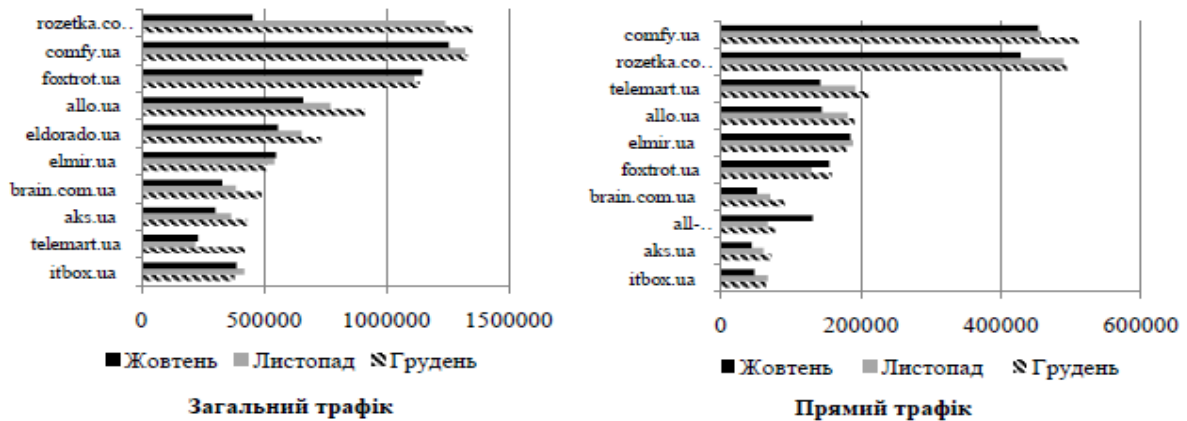 rozetka.co..
comfy.ua
foxtrot.ua
allo.ua
eldorado.ua
elmir.ua
brain.com.ua
aks.ua
telemart.ua
itbox.ua
0 500000 1000000 1500000
Жовтень Листопад Грудень
Загальний трафік
comfy.ua
rozetka.co..
telemart.ua
allo.ua
elmir.ua
foxtrot.ua
brain.com.ua
all-..
aks.ua
itbox.ua
0 200000 400000 600000
Жовтень Листопад Грудень
Прямий трафік